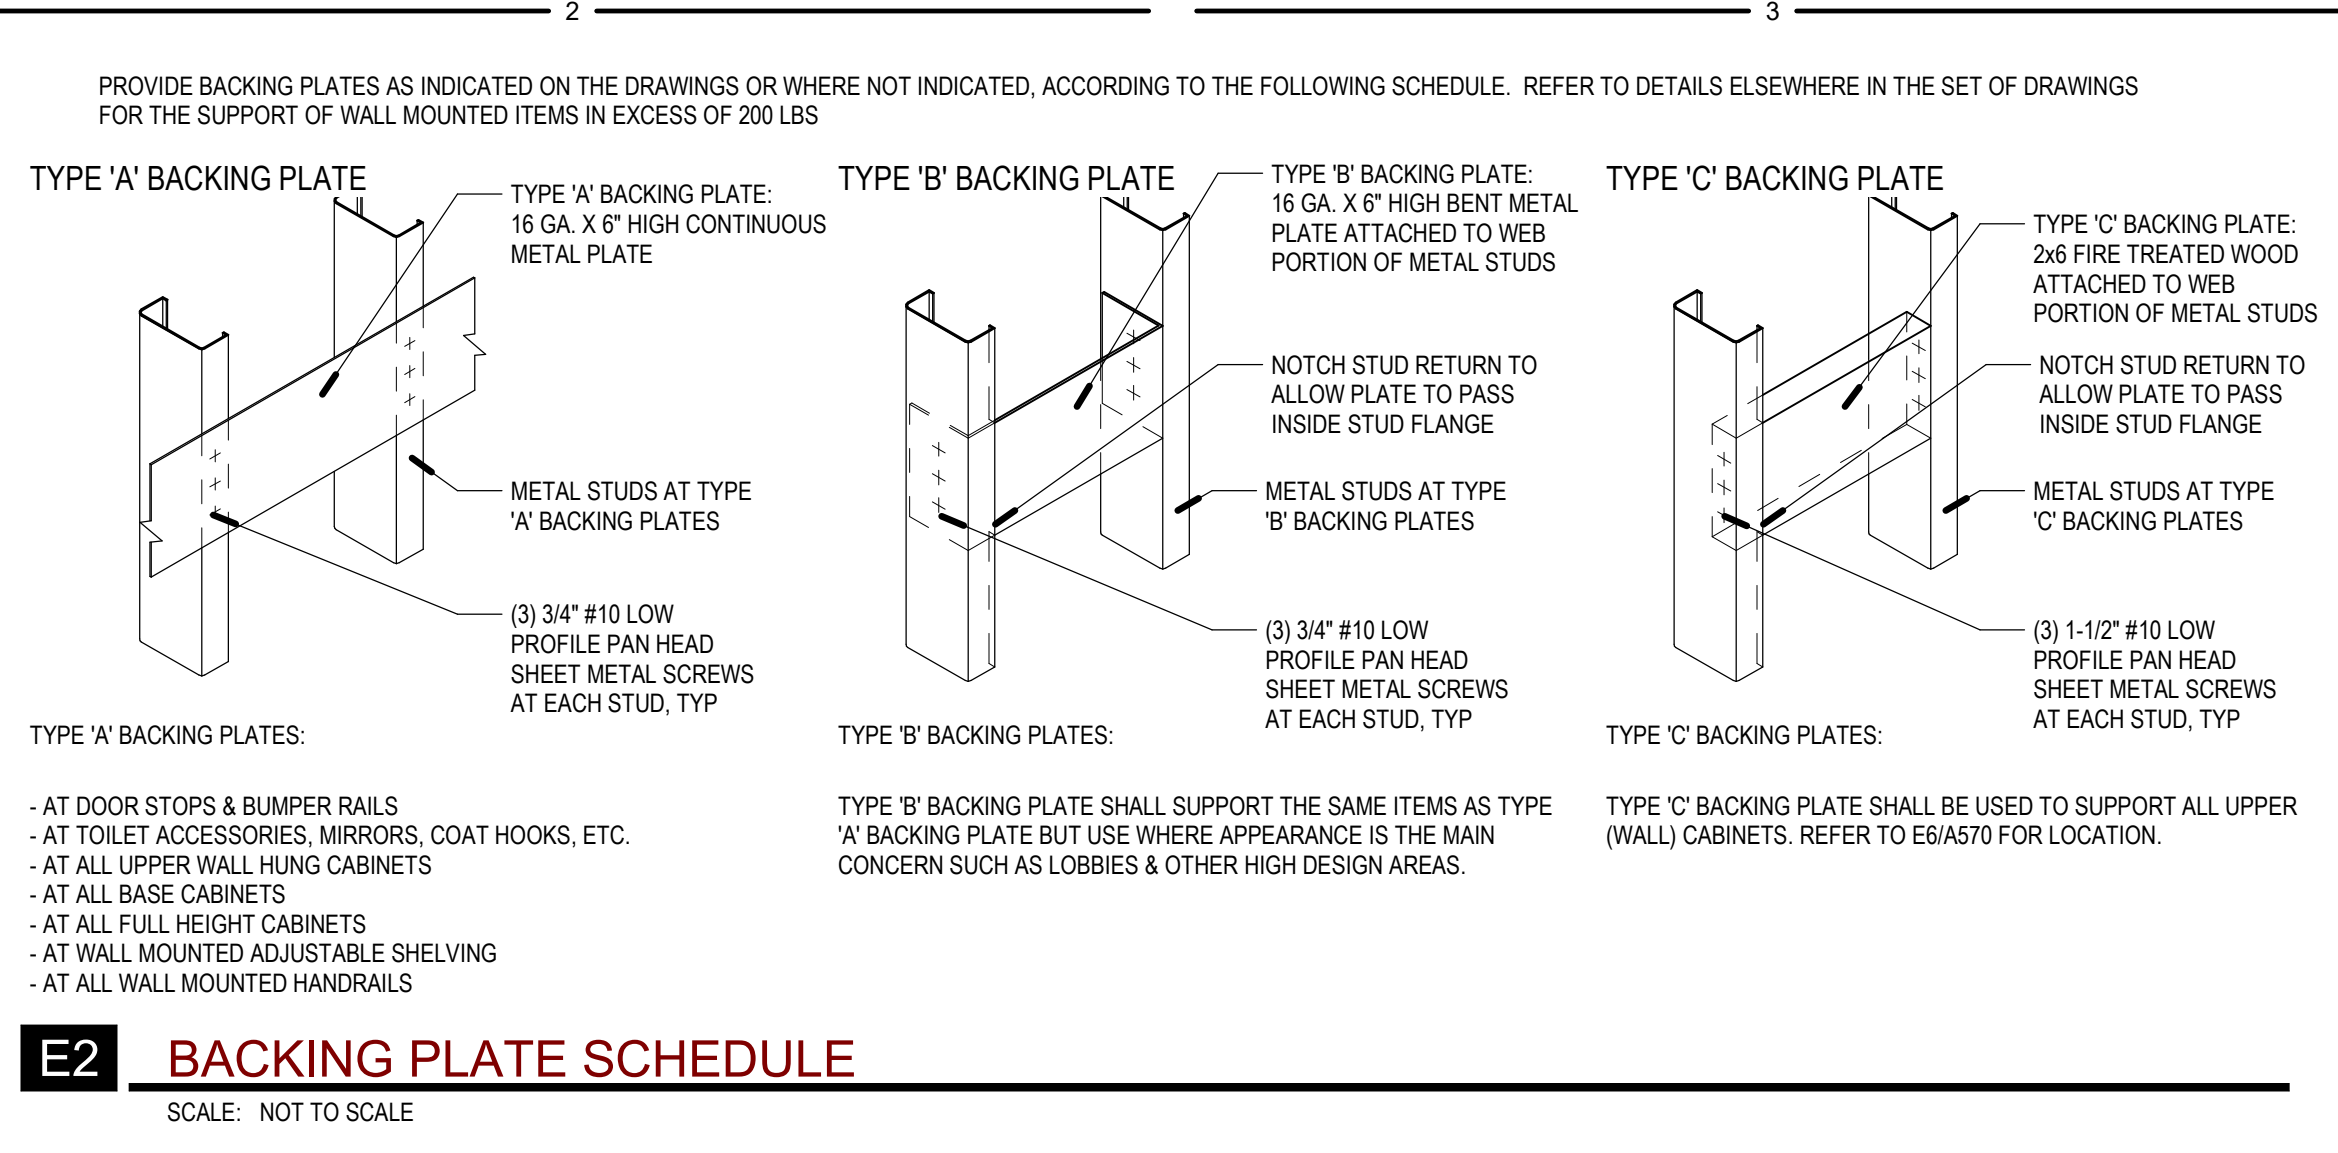 2
3
PROVIDE BACKING PLATES AS INDICATED ON THE DRAWINGS OR WHERE NOT INDICATED, ACCORDING TO THE FOLLOWING SCHEDULE.  REFER TO DETAILS ELSEWHERE IN THE SET OF DRAWINGS
FOR THE SUPPORT OF WALL MOUNTED ITEMS IN EXCESS OF 200 LBS
TYPE 'A' BACKING PLATE
TYPE 'A' BACKING PLATE:
16 GA. X 6" HIGH CONTINUOUS
METAL PLATE
METAL STUDS AT TYPE
'A' BACKING PLATES
(3) 3/4" #10 LOW
PROFILE PAN HEAD
SHEET METAL SCREWS
AT EACH STUD, TYP
TYPE 'A' BACKING PLATES:
- AT DOOR STOPS & BUMPER RAILS
- AT TOILET ACCESSORIES, MIRRORS, COAT HOOKS, ETC.
- AT ALL UPPER WALL HUNG CABINETS
- AT ALL BASE CABINETS
- AT ALL FULL HEIGHT CABINETS
- AT WALL MOUNTED ADJUSTABLE SHELVING
- AT ALL WALL MOUNTED HANDRAILS
TYPE 'B' BACKING PLATE
TYPE 'B' BACKING PLATE:
16 GA. X 6" HIGH BENT METAL
PLATE ATTACHED TO WEB
PORTION OF METAL STUDS
NOTCH STUD RETURN TO
ALLOW PLATE TO PASS
INSIDE STUD FLANGE
METAL STUDS AT TYPE
'B' BACKING PLATES
(3) 3/4" #10 LOW
PROFILE PAN HEAD
SHEET METAL SCREWS
AT EACH STUD, TYP
TYPE 'B' BACKING PLATES:
TYPE 'B' BACKING PLATE SHALL SUPPORT THE SAME ITEMS AS TYPE
'A' BACKING PLATE BUT USE WHERE APPEARANCE IS THE MAIN
CONCERN SUCH AS LOBBIES & OTHER HIGH DESIGN AREAS.
TYPE 'C' BACKING PLATE
TYPE 'C' BACKING PLATE:
2x6 FIRE TREATED WOOD
ATTACHED TO WEB
PORTION OF METAL STUDS
NOTCH STUD RETURN TO
ALLOW PLATE TO PASS
INSIDE STUD FLANGE
METAL STUDS AT TYPE
'C' BACKING PLATES
(3) 1-1/2" #10 LOW
PROFILE PAN HEAD
SHEET METAL SCREWS
AT EACH STUD, TYP
TYPE 'C' BACKING PLATES:
TYPE 'C' BACKING PLATE SHALL BE USED TO SUPPORT ALL UPPER
(WALL) CABINETS. REFER TO E6/A570 FOR LOCATION.
E2
BACKING PLATE SCHEDULE
SCALE:   NOT TO SCALE